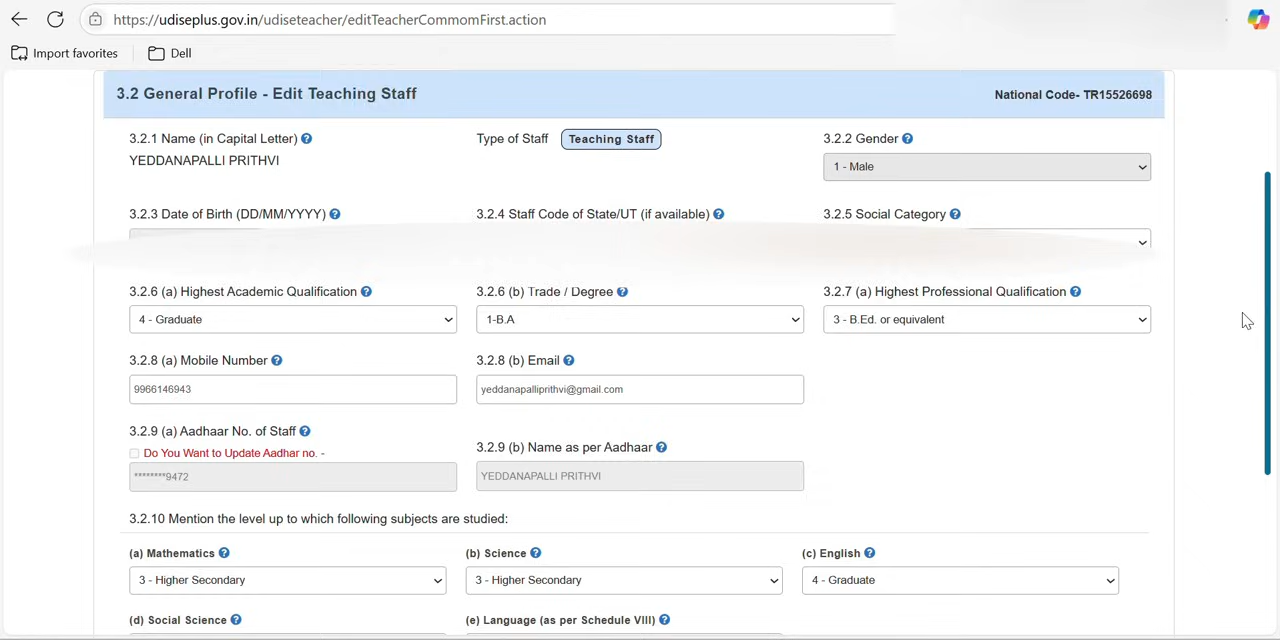 https://udiseplus.gov.in/udiseteacher/editTeacherCommomFirst.action
Import favorites Dell
3.2 General Profile - Edit Teaching Staff National Code- TR15526698
3.2.1 Name (in Capital Letter) Type of Staff Teaching Staff 3.2.2 Gender
YEDDANAPALLI PRITHVI 1 - Male
3.2.3 Date of Birth (DD/MM/YYYY) 3.2.4 Staff Code of State/UT (if available) 3.2.5 Social Category
3.2.6 (a) Highest Academic Qualification 3.2.6 (b) Trade / Degree 3.2.7 (a) Highest Professional Qualification
4 - Graduate 1-B.A 3 - B.Ed. or equivalent
3.2.8 (a) Mobile Number 3.2.8 (b) Email
9966146943 yeddanapalliprithvi@gmail.com
3.2.9 (a) Aadhaar No. of Staff 3.2.9 (b) Name as per Aadhaar
Do You Want to Update Aadhar no. -
********9472 YEDDANAPALLI PRITHVI
3.2.10 Mention the level up to which following subjects are studied:
(a) Mathematics (b) Science (c) English
3 - Higher Secondary 3 - Higher Secondary 4 - Graduate
(d) Social Science (e) Language (as per Schedule VIII)